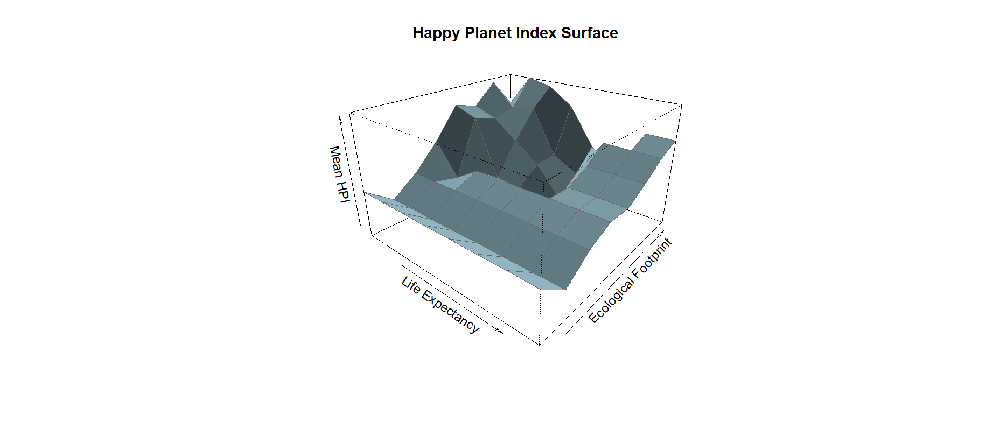 Happy Planet Index Surface
Mean HPI
Life Expectancy
Ecological Footprint